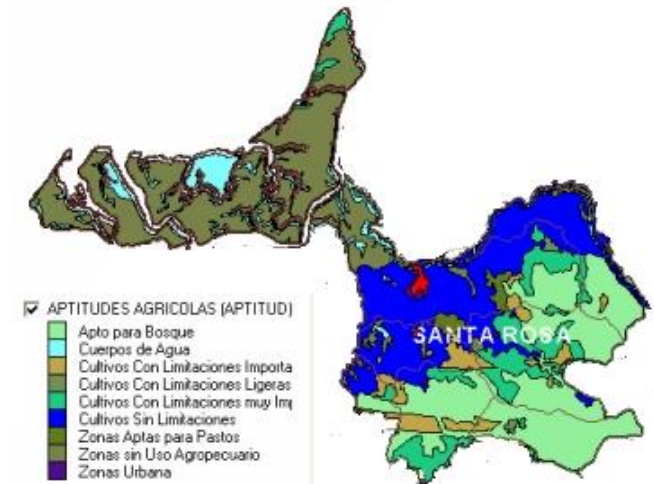 SANTA ROSA
APTITUDES AGRICOLAS (APTITUD)
Apto para Bosque
Cuerpos de Agua
Cultivos Con Limitaciones Importa
Cultivos Con Limitaciones Ligeras
Cultivos Con Limitaciones muy Imp
Cultivos Sin Limitaciones
Zonas Aptas para Pastos
Zonas sin Uso Agropecuario
Zonas Urbana